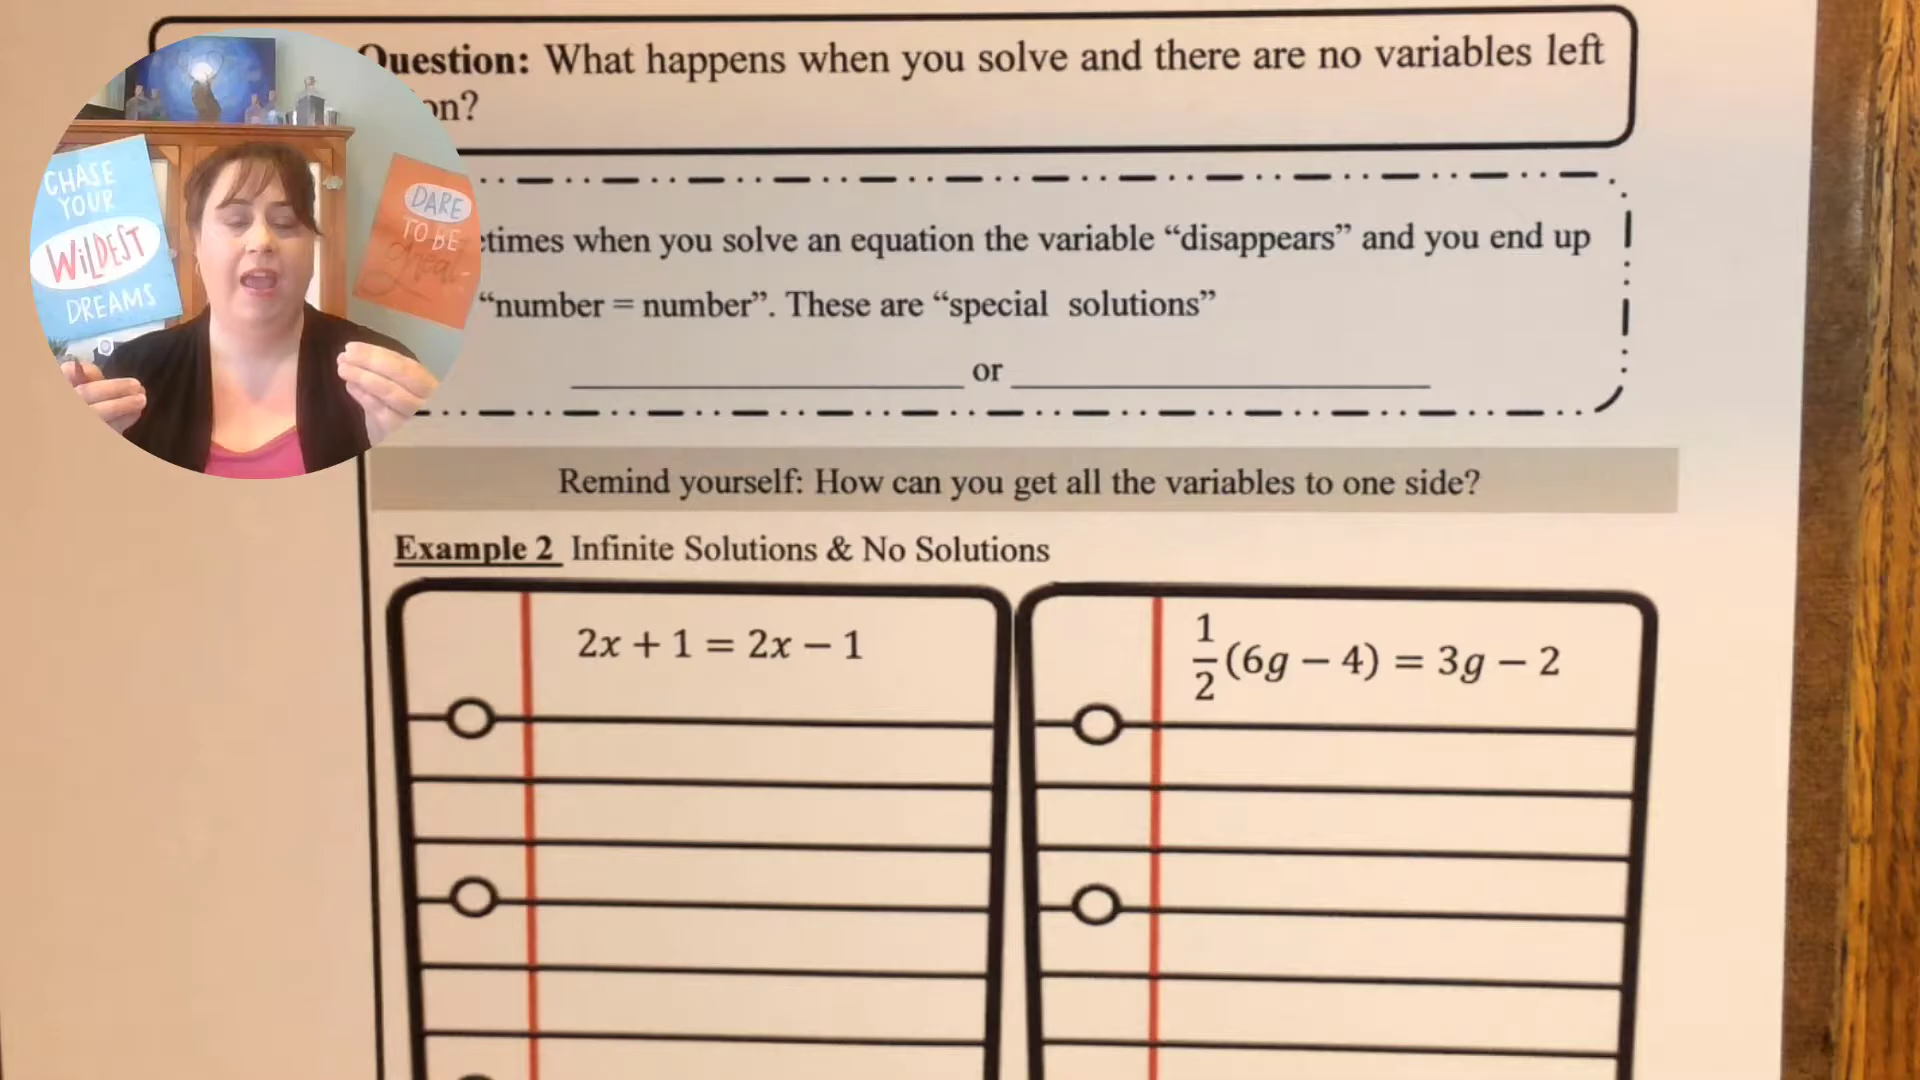 Question: What happens when you solve and there are no variables left
on?
CHASE
YOUR
WILDEST
DREAMS
DARE
TO BE
great
times when you solve an equation the variable “disappears” and you end up
“number = number”. These are “special solutions”
or
Remind yourself: How can you get all the variables to one side?
Example 2 Infinite Solutions & No Solutions
2x + 1 = 2x − 1
1/2(6g − 4) = 3g − 2